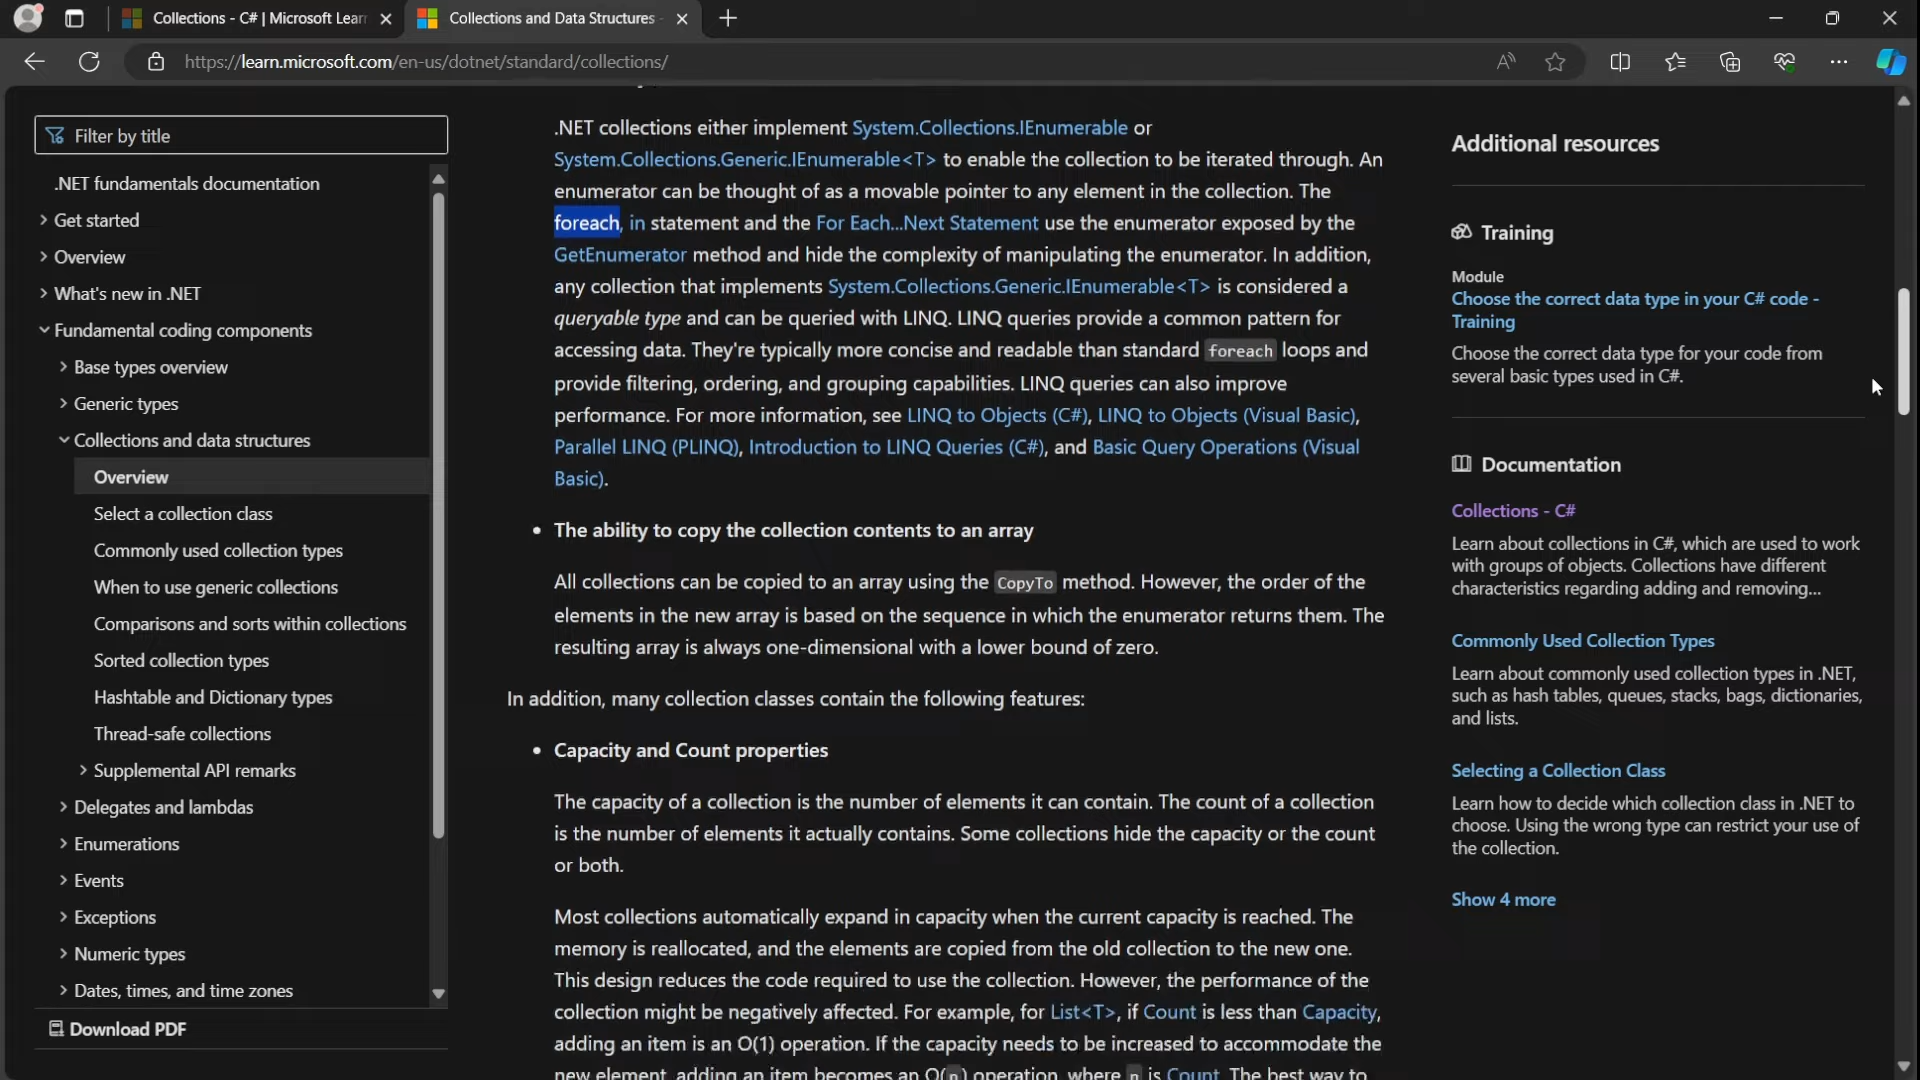 Collections - C# | Microsoft Lear
Collections and Data Structures -
https://learn.microsoft.com/en-us/dotnet/standard/collections/
Filter by title
.NET fundamentals documentation
Get started
Overview
What's new in .NET
Fundamental coding components
Base types overview
Generic types
Collections and data structures
Overview
Select a collection class
Commonly used collection types
When to use generic collections
Comparisons and sorts within collections
Sorted collection types
Hashtable and Dictionary types
Thread-safe collections
Supplemental API remarks
Delegates and lambdas
Enumerations
Events
Exceptions
Numeric types
Dates, times, and time zones
Download PDF
.NET collections either implement System.Collections.IEnumerable or
System.Collections.Generic.IEnumerable<T> to enable the collection to be iterated through. An
enumerator can be thought of as a movable pointer to any element in the collection. The
foreach, in statement and the For Each...Next Statement use the enumerator exposed by the
GetEnumerator method and hide the complexity of manipulating the enumerator. In addition,
any collection that implements System.Collections.Generic.IEnumerable<T> is considered a
queryable type and can be queried with LINQ. LINQ queries provide a common pattern for
accessing data. They're typically more concise and readable than standard foreach loops and
provide filtering, ordering, and grouping capabilities. LINQ queries can also improve
performance. For more information, see LINQ to Objects (C#), LINQ to Objects (Visual Basic),
Parallel LINQ (PLINQ), Introduction to LINQ Queries (C#), and Basic Query Operations (Visual
Basic).
• The ability to copy the collection contents to an array
All collections can be copied to an array using the CopyTo method. However, the order of the
elements in the new array is based on the sequence in which the enumerator returns them. The
resulting array is always one-dimensional with a lower bound of zero.
In addition, many collection classes contain the following features:
• Capacity and Count properties
The capacity of a collection is the number of elements it can contain. The count of a collection
is the number of elements it actually contains. Some collections hide the capacity or the count
or both.
Most collections automatically expand in capacity when the current capacity is reached. The
memory is reallocated, and the elements are copied from the old collection to the new one.
This design reduces the code required to use the collection. However, the performance of the
collection might be negatively affected. For example, for List<T>, if Count is less than Capacity,
adding an item is an O(1) operation. If the capacity needs to be increased to accommodate the
new element, adding an item becomes an O(n) operation, where n is Count. The best way to
Additional resources
Training
Module
Choose the correct data type in your C# code -
Training
Choose the correct data type for your code from
several basic types used in C#.
Documentation
Collections - C#
Learn about collections in C#, which are used to work
with groups of objects. Collections have different
characteristics regarding adding and removing...
Commonly Used Collection Types
Learn about commonly used collection types in .NET,
such as hash tables, queues, stacks, bags, dictionaries,
and lists.
Selecting a Collection Class
Learn how to decide which collection class in .NET to
choose. Using the wrong type can restrict your use of
the collection.
Show 4 more